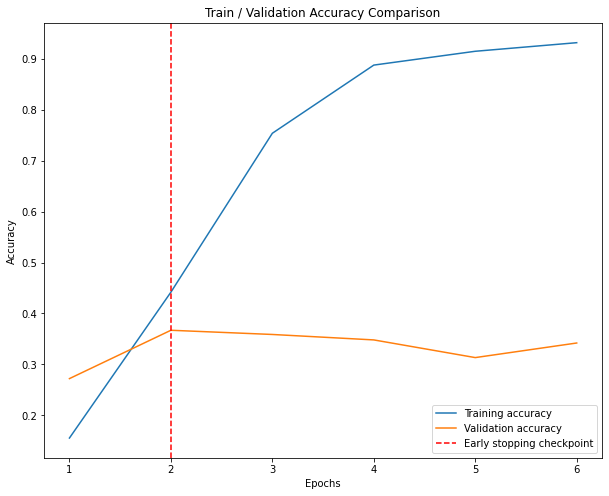 Train / Validation Accuracy Comparison
Accuracy
0.9
0.8
0.7
0.6
0.5
0.4
0.3
0.2
1 2 3 4 5 6
Epochs
Training accuracy
Validation accuracy
Early stopping checkpoint